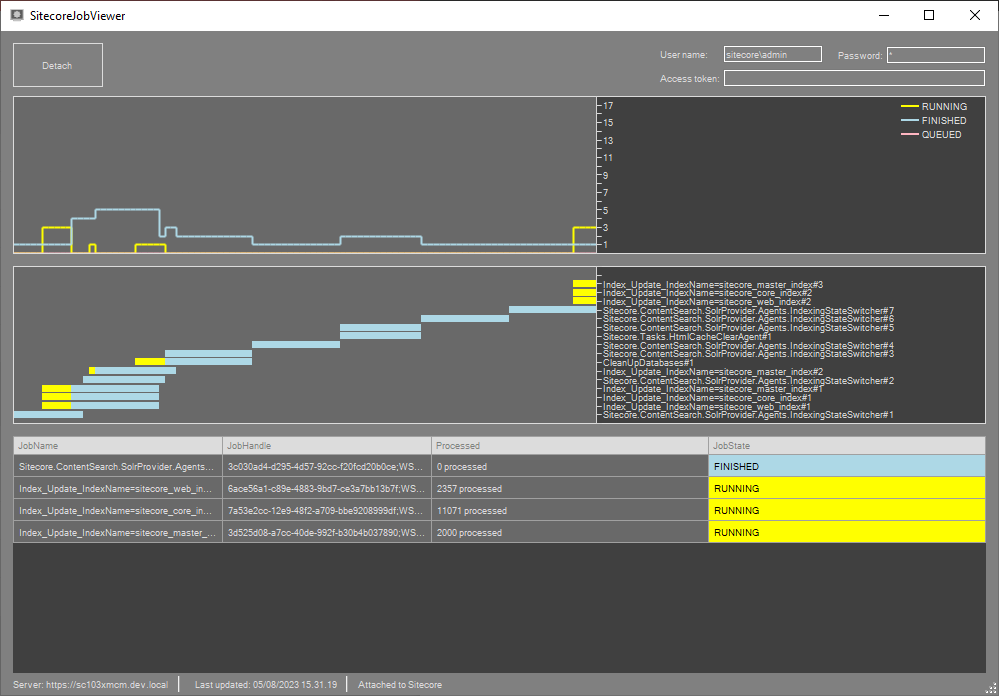 SitecoreJobViewer
Detach
User name: sitecore\admin Password: *
Access token:
17
15
13
11
9
7
5
3
1
RUNNING
FINISHED
QUEUED
Index_Update_IndexName=sitecore_master_index#3
Index_Update_IndexName=sitecore_core_index#2
Index_Update_IndexName=sitecore_web_index#2
Sitecore.ContentSearch.SolrProvider.Agents.IndexingStateSwitcher#7
Sitecore.ContentSearch.SolrProvider.Agents.IndexingStateSwitcher#6
Sitecore.ContentSearch.SolrProvider.Agents.IndexingStateSwitcher#5
Sitecore.Tasks.HtmlCacheClearAgent#1
Sitecore.ContentSearch.SolrProvider.Agents.IndexingStateSwitcher#4
Sitecore.ContentSearch.SolrProvider.Agents.IndexingStateSwitcher#3
CleanUpDatabases#1
Index_Update_IndexName=sitecore_master_index#2
Sitecore.ContentSearch.SolrProvider.Agents.IndexingStateSwitcher#2
Index_Update_IndexName=sitecore_master_index#1
Index_Update_IndexName=sitecore_core_index#1
Index_Update_IndexName=sitecore_web_index#1
Sitecore.ContentSearch.SolrProvider.Agents.IndexingStateSwitcher#1
JobName JobHandle Processed JobState
Sitecore.ContentSearch.SolrProvider.Agents... 3c030ad4-d295-4d57-92cc-f20fcd20b0ce;WS... 0 processed FINISHED
Index_Update_IndexName=sitecore_web_in... 6ace56a1-c89e-4883-9bd7-ce3a7bb13b7f;WS... 2357 processed RUNNING
Index_Update_IndexName=sitecore_core_in... 7a53e2cc-12e9-48f2-a709-bbe9208999df;WS... 11071 processed RUNNING
Index_Update_IndexName=sitecore_master_... 3d525d08-a7cc-40de-992f-b30b4b037890;WS... 2000 processed RUNNING
Server: https://sc103xmcm.dev.local Last updated: 05/08/2023 15.31.19 Attached to Sitecore